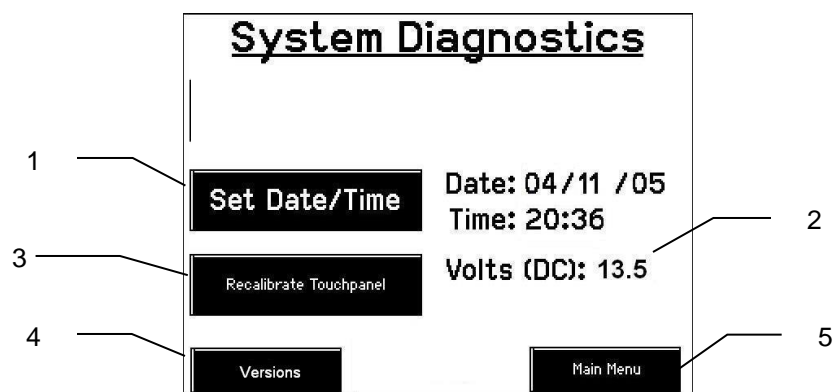 System Diagnostics
1
Set Date/Time
Date: 04/11 /05
Time: 20:36
2
3
Recalibrate Touchpanel
Volts (DC): 13.5
4
Versions
Main Menu
5